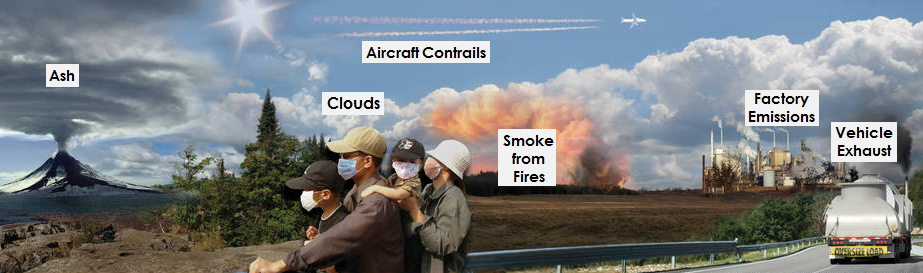 Aircraft Contrails
Ash
Clouds
Factory
Emissions
Smoke
from
Fires
Vehicle
Exhaust
OVERSIZE LOAD